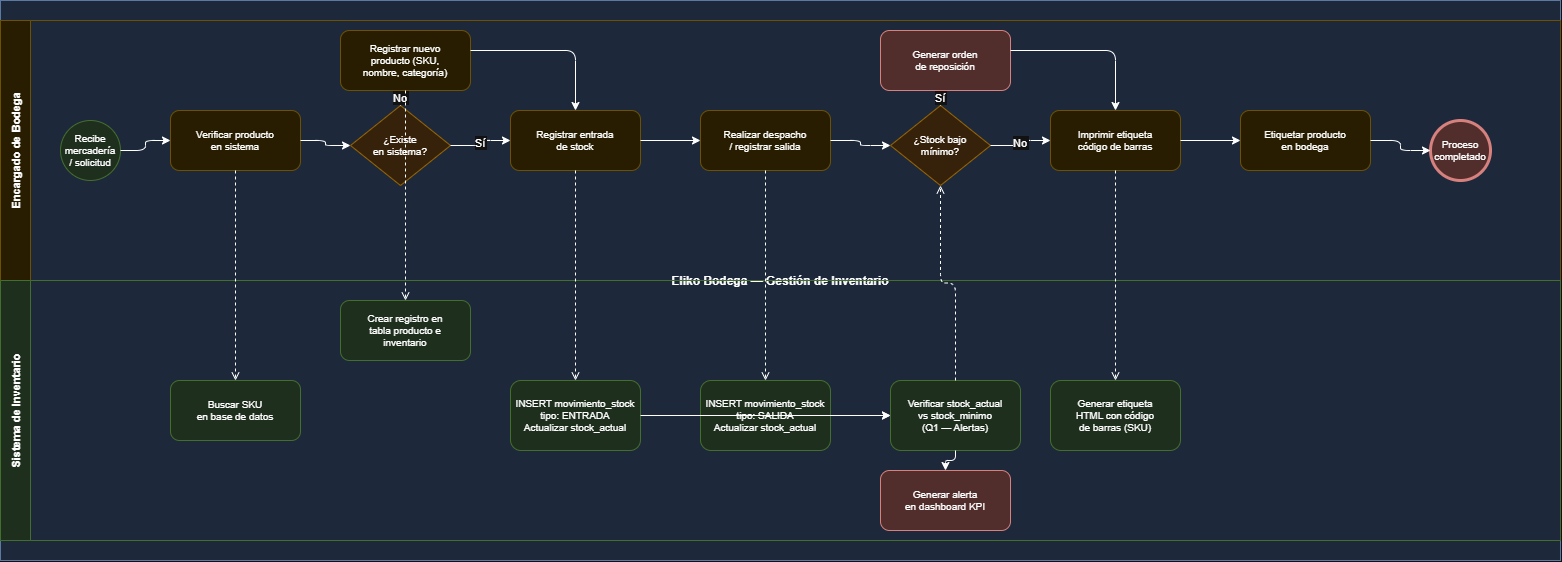 Encargado de Bodega
Registrar nuevo
producto (SKU,
nombre, categoría)
Generar orden
de reposición
No
Sí
Recibe
mercadería
/ solicitud
Verificar producto
en sistema
¿Existe
en sistema?
Sí
Registrar entrada
de stock
Realizar despacho
/ registrar salida
¿Stock bajo
mínimo?
No
Imprimir etiqueta
código de barras
Etiquetar producto
en bodega
Proceso
completado
Eliko Bodega — Gestión de Inventario
Sistema de Inventario
Crear registro en
tabla producto e
inventario
Buscar SKU
en base de datos
INSERT movimiento_stock
tipo: ENTRADA
Actualizar stock_actual
INSERT movimiento_stock
tipo: SALIDA
Actualizar stock_actual
Verificar stock_actual
vs stock_minimo
(Q1 — Alertas)
Generar etiqueta
HTML con código
de barras (SKU)
Generar alerta
en dashboard KPI